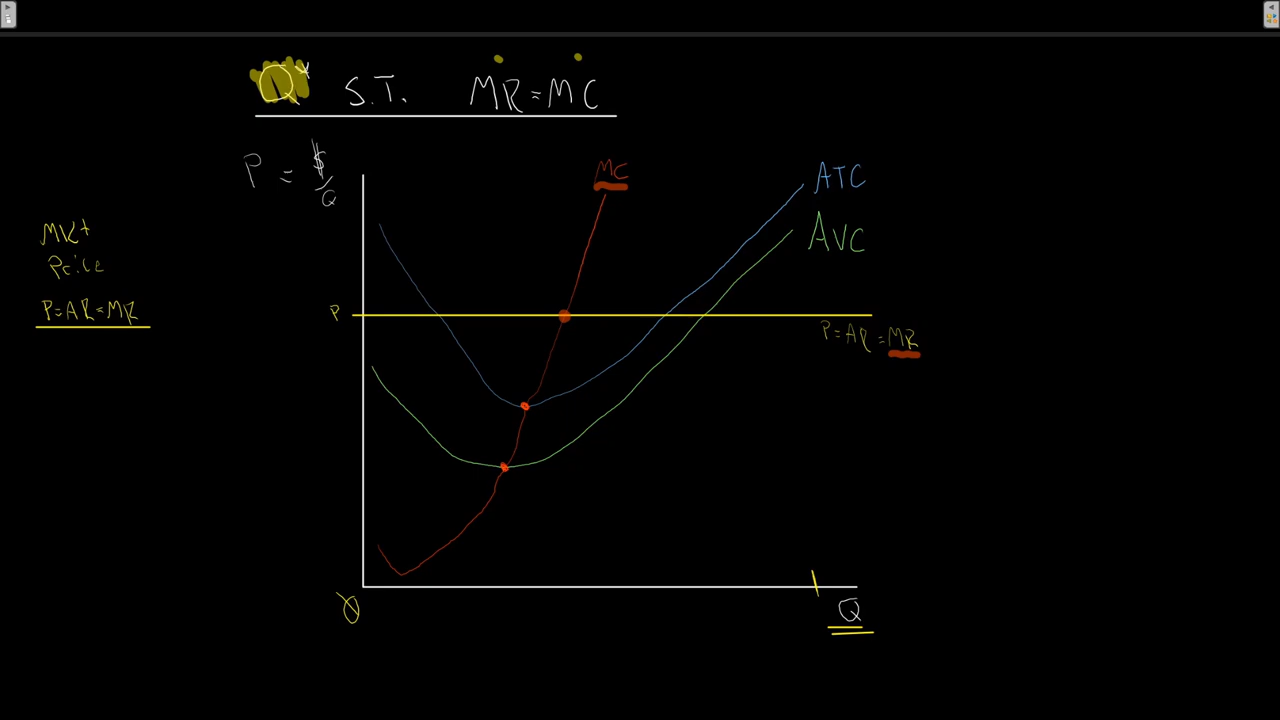 Q* S.T. MR=MC
P = $/Q
MC
ATC
AVC
MKt
Price
P=AR=MR
P
P=AR=MR
0
Q